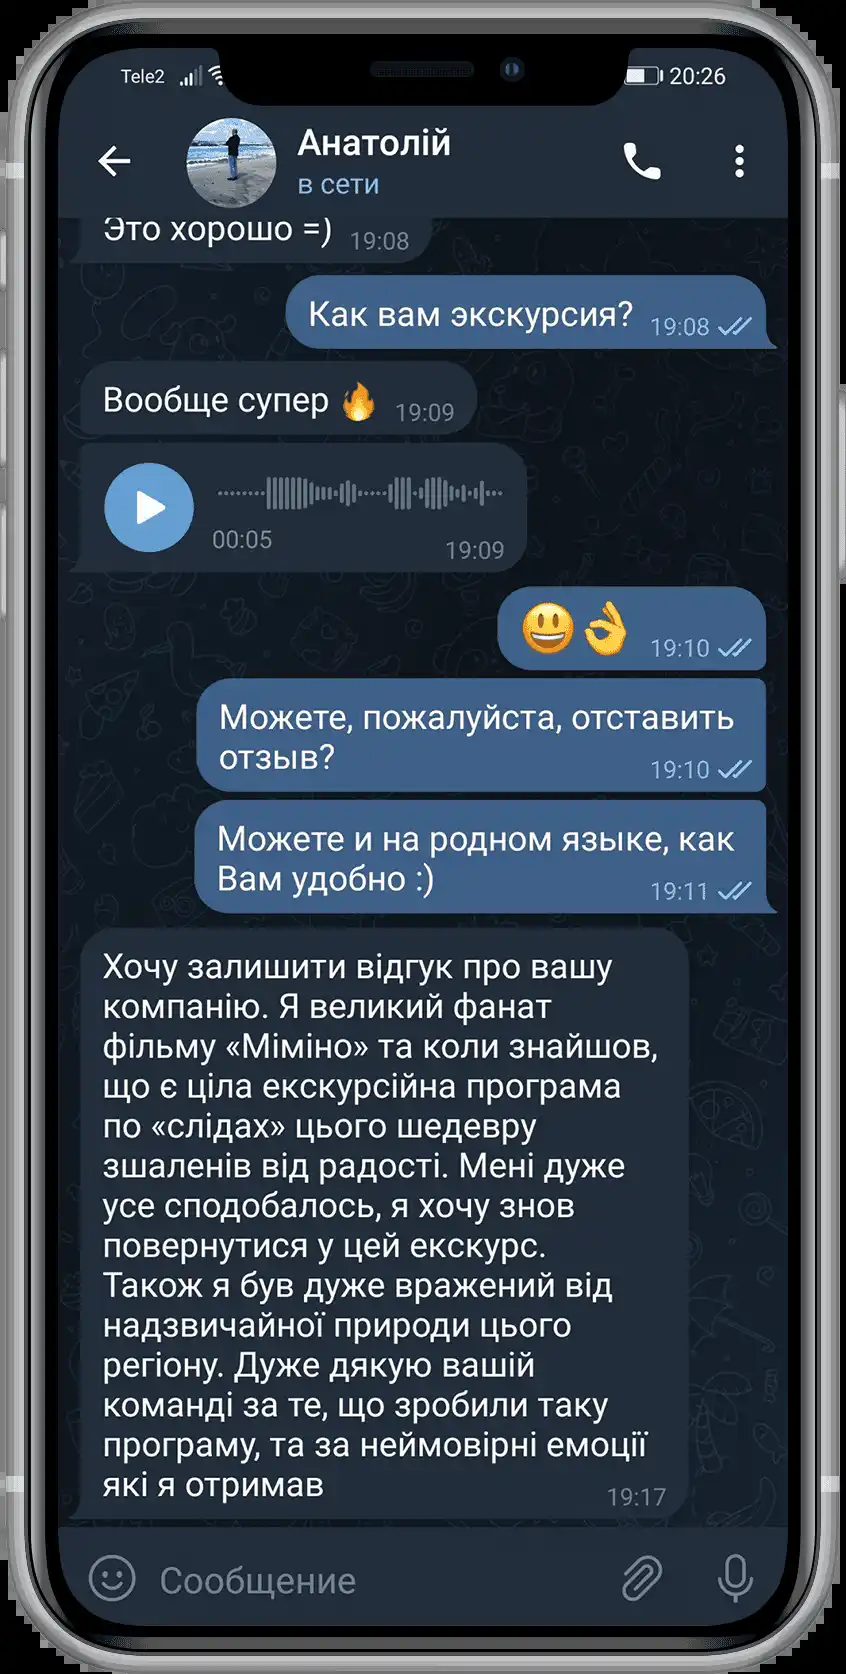 Tele2 20:26
Анатолій
в сети
Это хорошо =) 19:08
Как вам экскурсия? 19:08
Вообще супер 🔥 19:09
00:05 19:09
😃👌 19:10
Можете, пожалуйста, отставить
отзыв? 19:10
Можете и на родном языке, как
Вам удобно :) 19:11
Хочу залишити відгук про вашу
компанію. Я великий фанат
фільму «Міміно» та коли знайшов,
що є ціла екскурсійна програма
по «слідах» цього шедевру
зшаленів від радості. Мені дуже
усе сподобалось, я хочу знов
повернутися у цей екскурс.
Також я був дуже вражений від
надзвичайної природи цього
регіону. Дуже дякую вашій
команді за те, що зробили таку
програму, та за неймовірні емоції
які я отримав 19:17
Сообщение